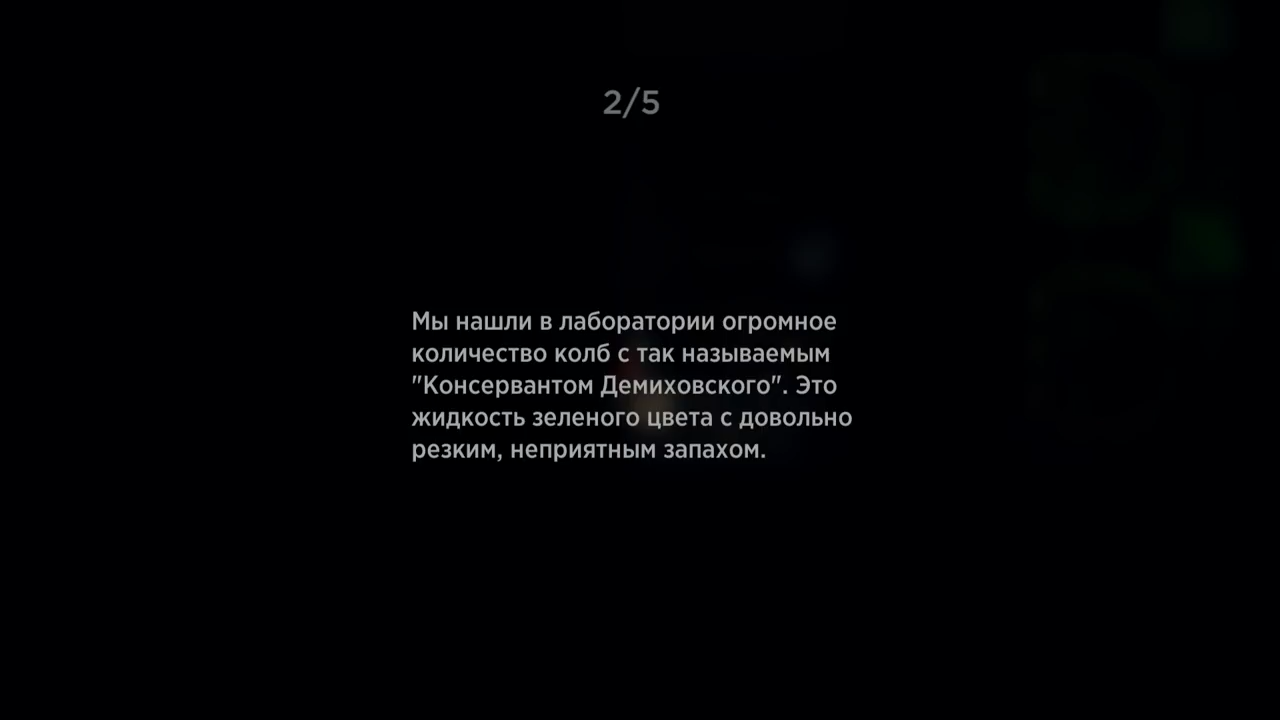 2/5
Мы нашли в лаборатории огромное
количество колб с так называемым
"Консервантом Демиховского". Это
жидкость зеленого цвета с довольно
резким, неприятным запахом.